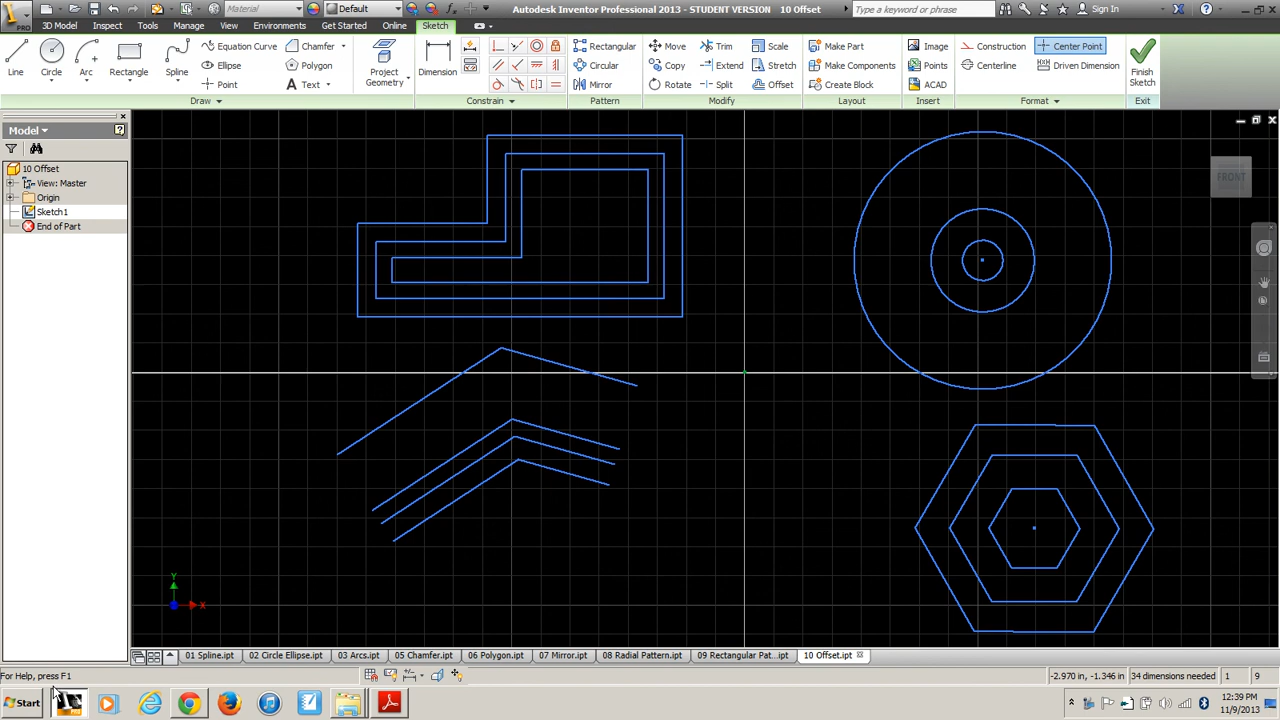 Material
Default
Autodesk Inventor Professional 2013 - STUDENT VERSION 10 Offset
Type a keyword or phrase
Sign In
PRO
3D Model Inspect Tools Manage View Environments Get Started Online Sketch
Line Circle Arc Rectangle Spline
Equation Curve
Ellipse
Point
Chamfer
Polygon
Text
Project Geometry
Dimension
Rectangular
Circular
Mirror
Move
Copy
Rotate
Trim
Extend
Split
Scale
Stretch
Offset
Make Part
Make Components
Create Block
Image
Points
ACAD
Construction
Centerline
Center Point
Driven Dimension
Finish Sketch
Draw Constrain Pattern Modify Layout Insert Format Exit
Model
10 Offset
View: Master
Origin
Sketch1
End of Part
FRONT
Y
X
01 Spline.ipt 02 Circle Ellipse.ipt 03 Arcs.ipt 05 Chamfer.ipt 06 Polygon.ipt 07 Mirror.ipt 08 Radial Pattern.ipt 09 Rectangular Pat...ipt 10 Offset.ipt
For Help, press F1
-2.970 in, -1.346 in 34 dimensions needed 1 9
Start
12:39 PM
11/9/2013